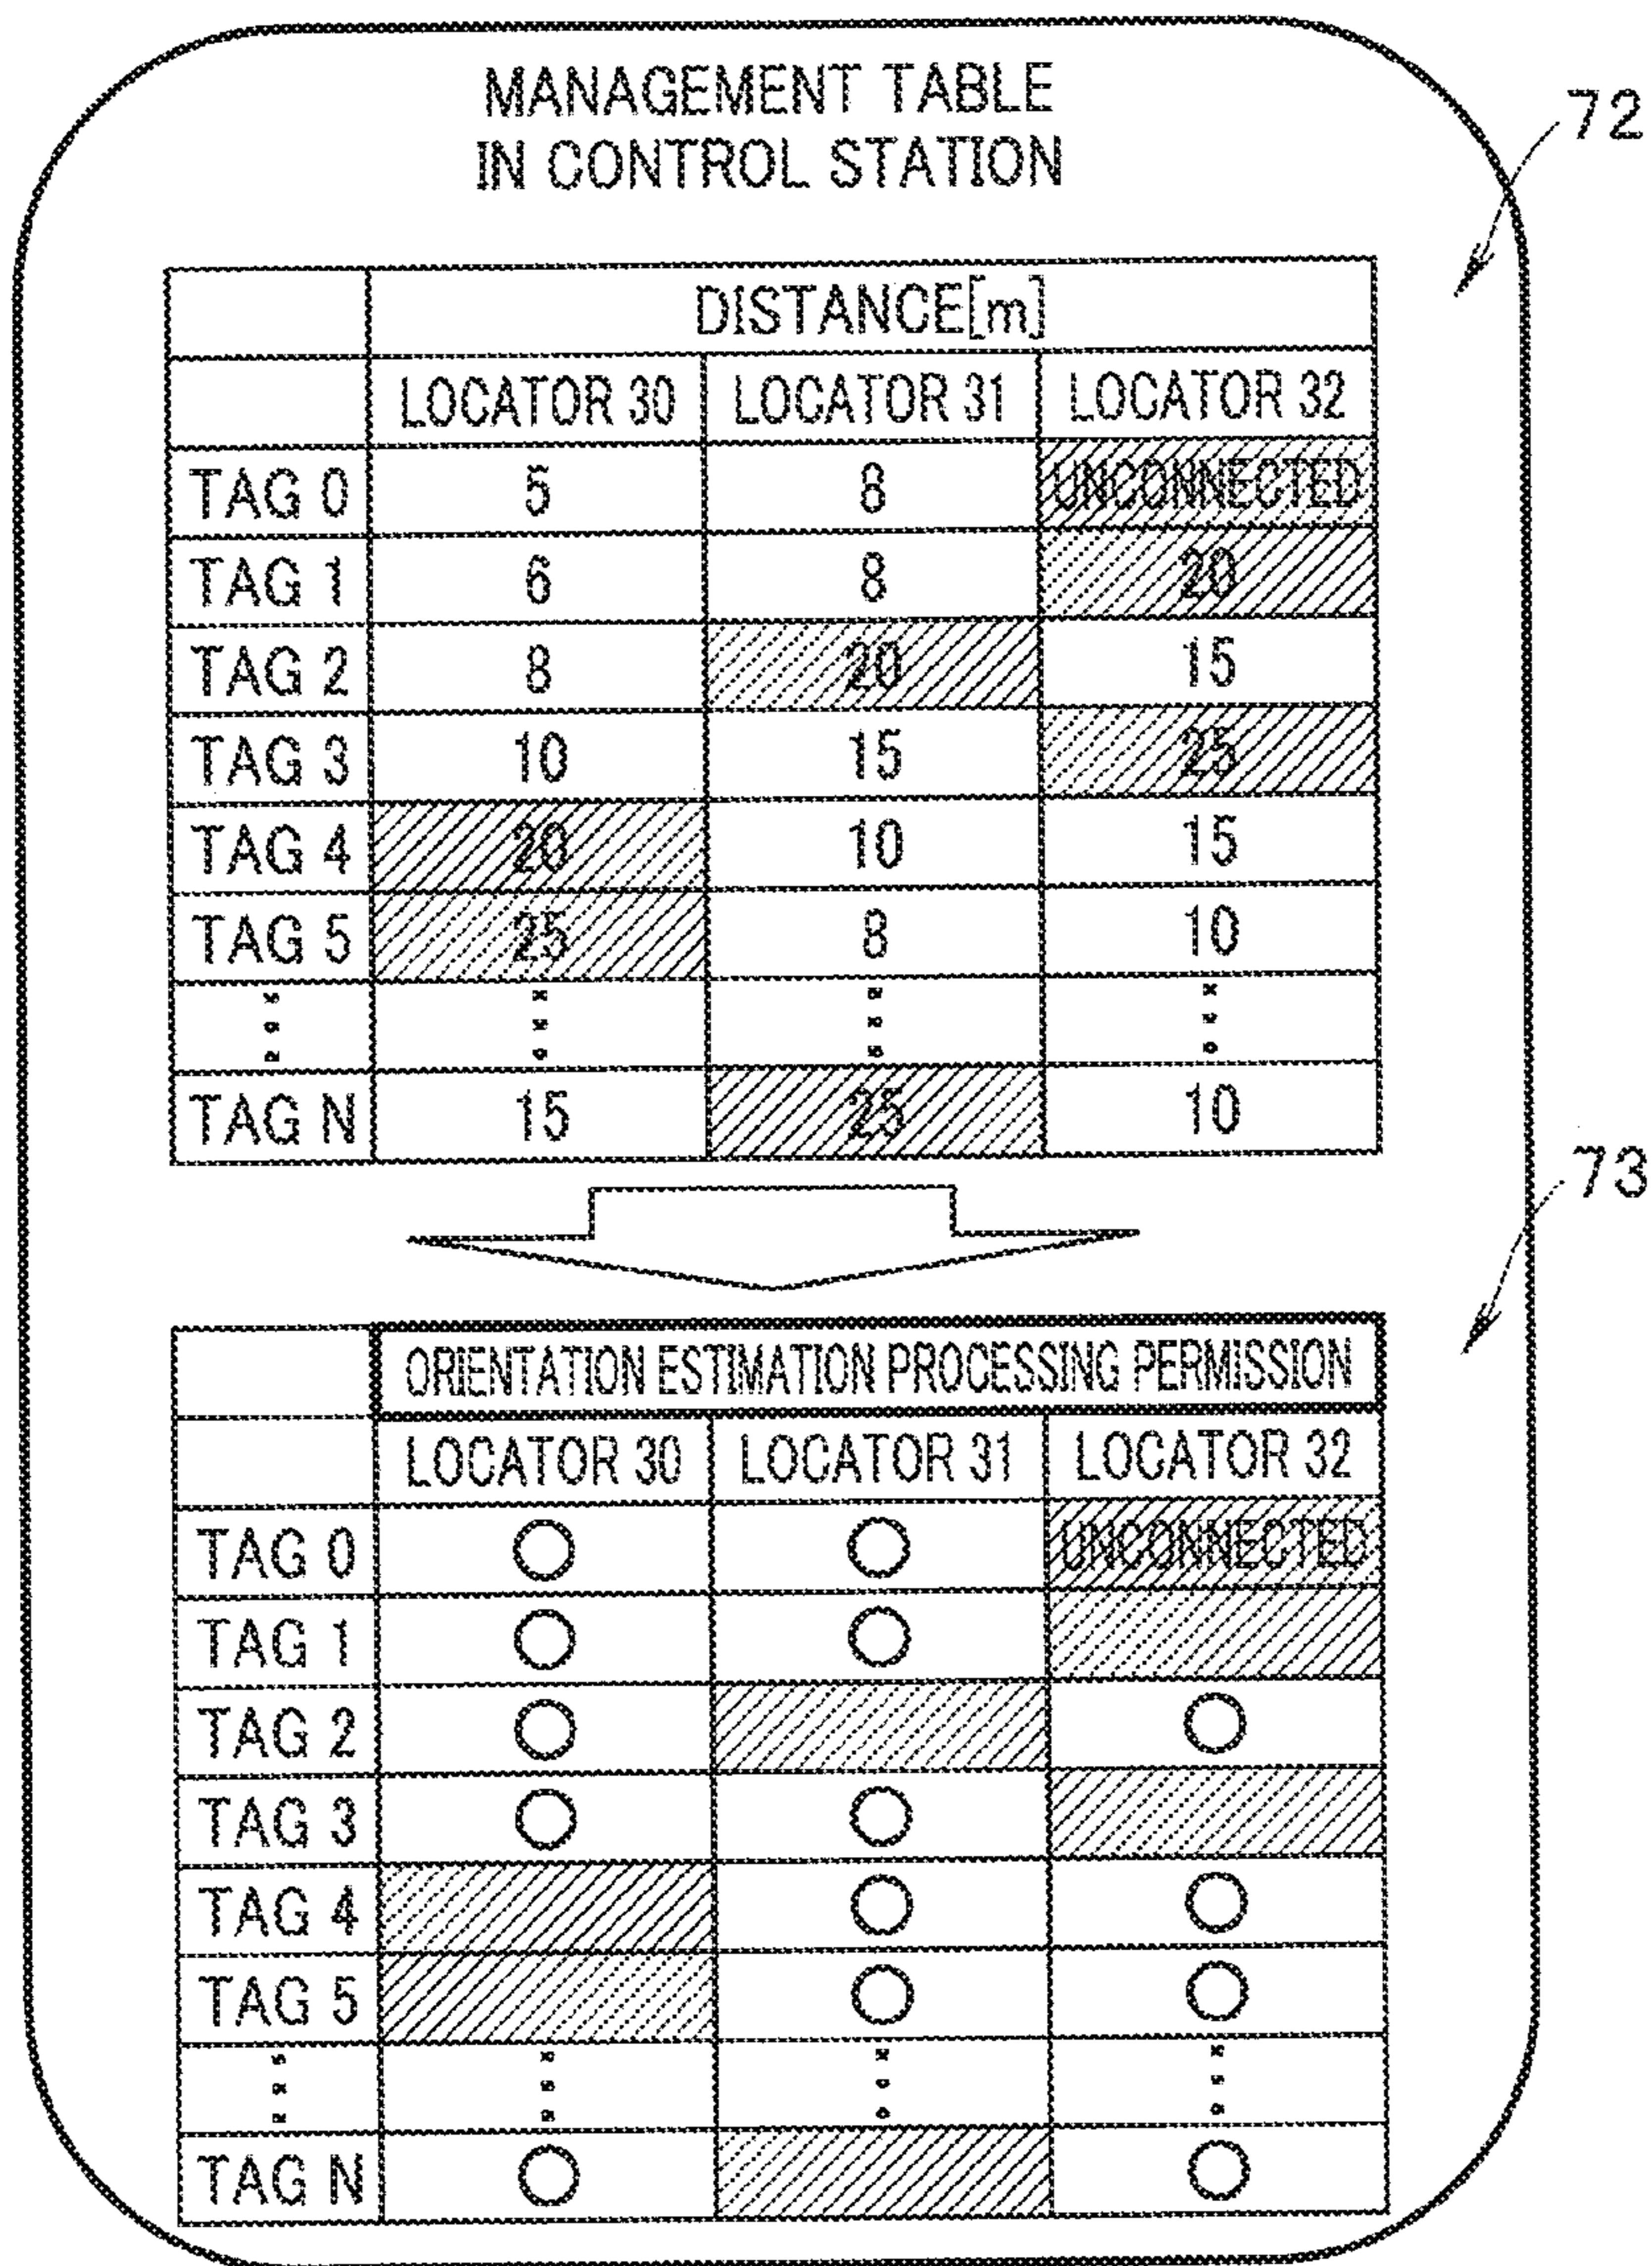 MANAGEMENT TABLE
IN CONTROL STATION
72
DISTANCE[m]
LOCATOR 30 LOCATOR 31 LOCATOR 32
TAG 0 5 8 UNCONNECTED
TAG 1 6 8 20
TAG 2 8 20 15
TAG 3 10 15 25
TAG 4 20 10 15
TAG 5 25 8 10
TAG N 15 25 10
73
ORIENTATION ESTIMATION PROCESSING PERMISSION
LOCATOR 30 LOCATOR 31 LOCATOR 32
TAG 0 ○ ○ UNCONNECTED
TAG 1 ○ ○
TAG 2 ○ ○
TAG 3 ○ ○
TAG 4 ○ ○
TAG 5 ○ ○
TAG N ○ ○